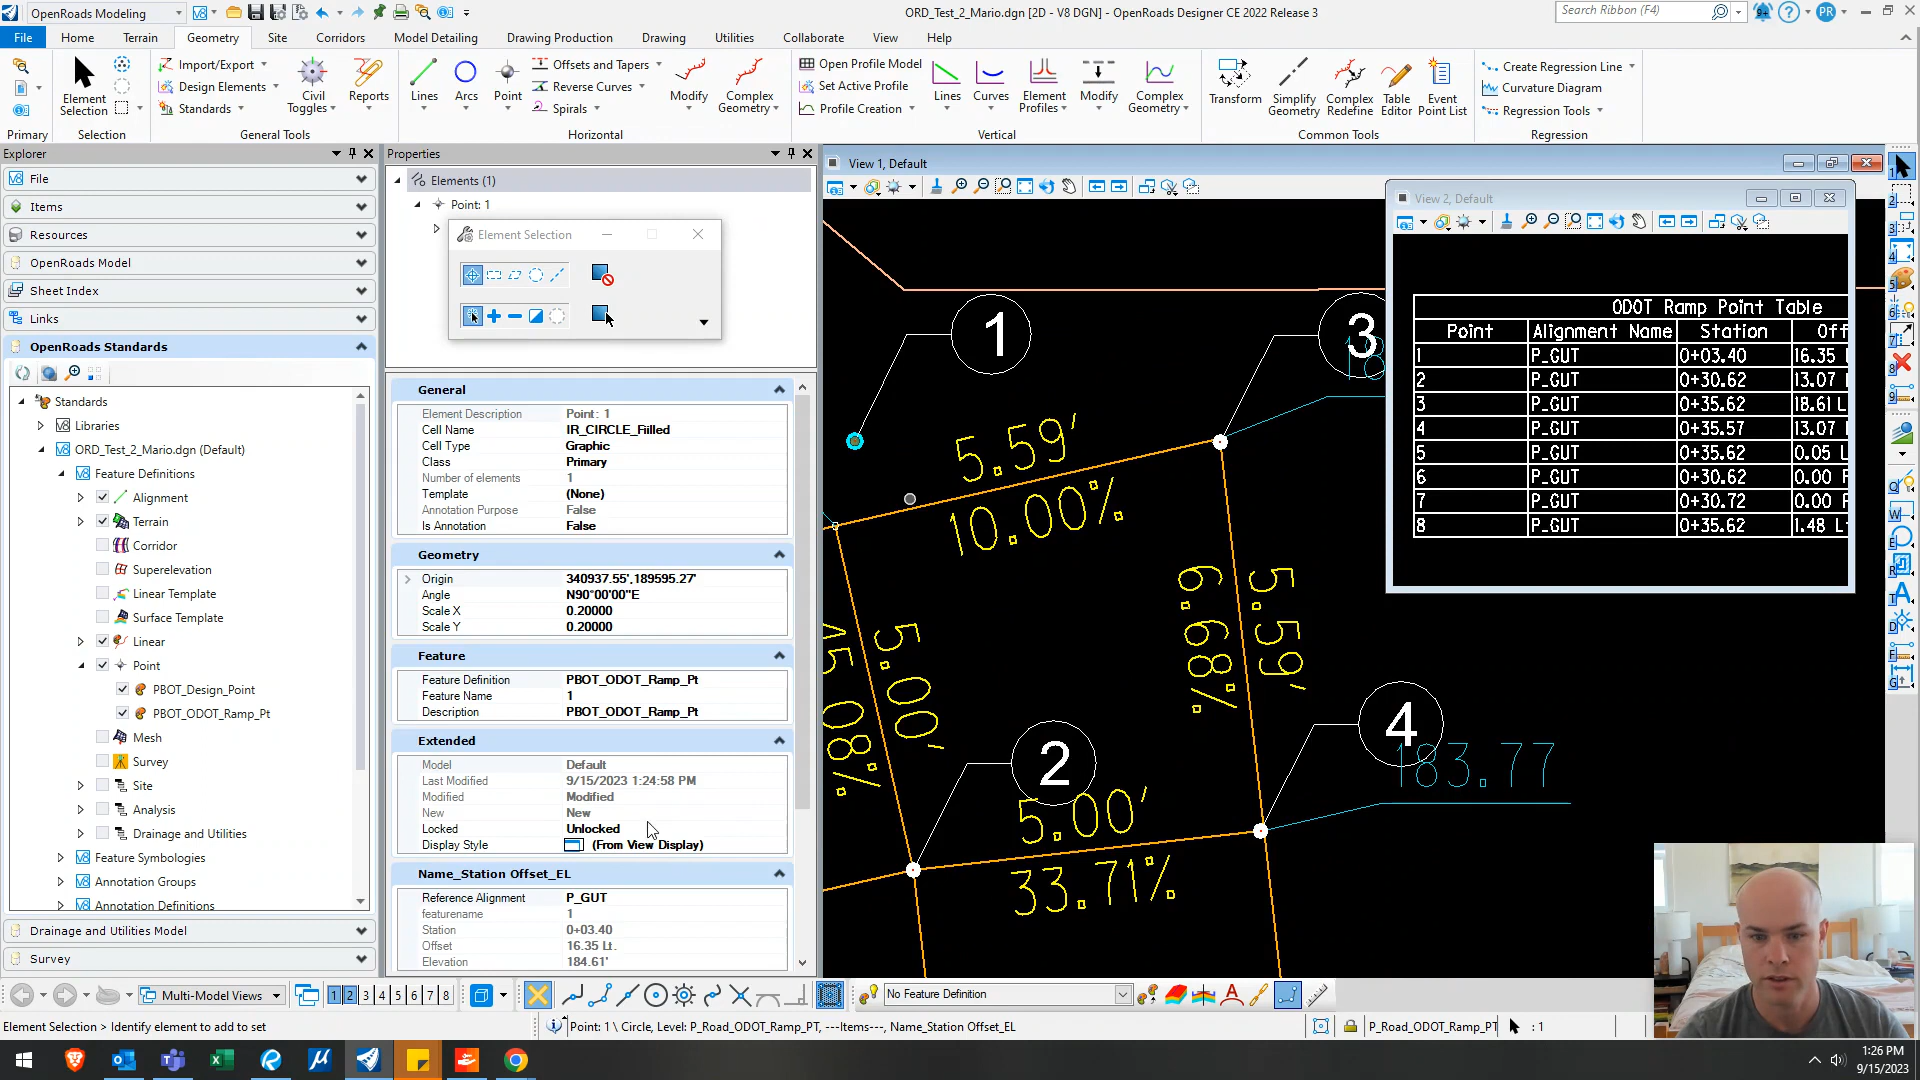 OpenRoads Modeling
ORD_Test_2_Mario.dgn [2D - V8 DGN] - OpenRoads Designer CE 2022 Release 3
Search Ribbon (F4)
9+
PR
File Home Terrain Geometry Site Corridors Model Detailing Drawing Production Drawing Utilities Collaborate View Help
Import/Export
Design Elements
Standards
Element Selection
Civil Toggles
Reports
Lines
Arcs
Point
Offsets and Tapers
Reverse Curves
Spirals
Modify
Complex Geometry
Open Profile Model
Set Active Profile
Profile Creation
Lines
Curves
Element Profiles
Modify
Complex Geometry
Transform
Simplify Geometry
Complex Redefine
Table Editor
Event Point List
Create Regression Line
Curvature Diagram
Regression Tools
Primary Selection General Tools Horizontal Vertical Common Tools Regression
Explorer
File
Items
Resources
OpenRoads Model
Sheet Index
Links
OpenRoads Standards
Standards
Libraries
ORD_Test_2_Mario.dgn (Default)
Feature Definitions
Alignment
Terrain
Corridor
Superelevation
Linear Template
Surface Template
Linear
Point
PBOT_Design_Point
PBOT_ODOT_Ramp_Pt
Mesh
Survey
Site
Analysis
Drainage and Utilities
Feature Symbologies
Annotation Groups
Annotation Definitions
Drainage and Utilities Model
Survey
Properties
Elements (1)
Point: 1
Element Selection
General
Element Description Point: 1
Cell Name IR_CIRCLE_Fiilled
Cell Type Graphic
Class Primary
Number of elements 1
Template (None)
Annotation Purpose False
Is Annotation False
Geometry
Origin 340937.55',189595.27'
Angle N90°00'00"E
Scale X 0.20000
Scale Y 0.20000
Feature
Feature Definition PBOT_ODOT_Ramp_Pt
Feature Name 1
Description PBOT_ODOT_Ramp_Pt
Extended
Model Default
Last Modified 9/15/2023 1:24:58 PM
Modified Modified
New New
Locked Unlocked
Display Style (From View Display)
Name_Station Offset_EL
Reference Alignment P_GUT
featurename 1
Station 0+03.40
Offset 16.35 Lt.
Elevation 184.61'
View 1, Default
1
3
18
5.59'
10.00%
5.00'
6.68%
5.59'
2
4
183.77
5.00'
33.71%
View 2, Default
ODOT Ramp Point Table
Point Alignment Name Station Off
1 P_GUT 0+03.40 16.35
2 P_GUT 0+30.62 13.07
3 P_GUT 0+35.62 18.61 L
4 P_GUT 0+35.57 13.07
5 P_GUT 0+35.62 0.05 L
6 P_GUT 0+30.62 0.00
7 P_GUT 0+30.72 0.00
8 P_GUT 0+35.62 1.48 Lt
Multi-Model Views
1 2 3 4 5 6 7 8
No Feature Definition
Element Selection > Identify element to add to set
Point: 1 \ Circle, Level: P_Road_ODOT_Ramp_PT, ---Items---, Name_Station Offset_EL
P_Road_ODOT_Ramp_PT
: 1
1:26 PM
9/15/2023